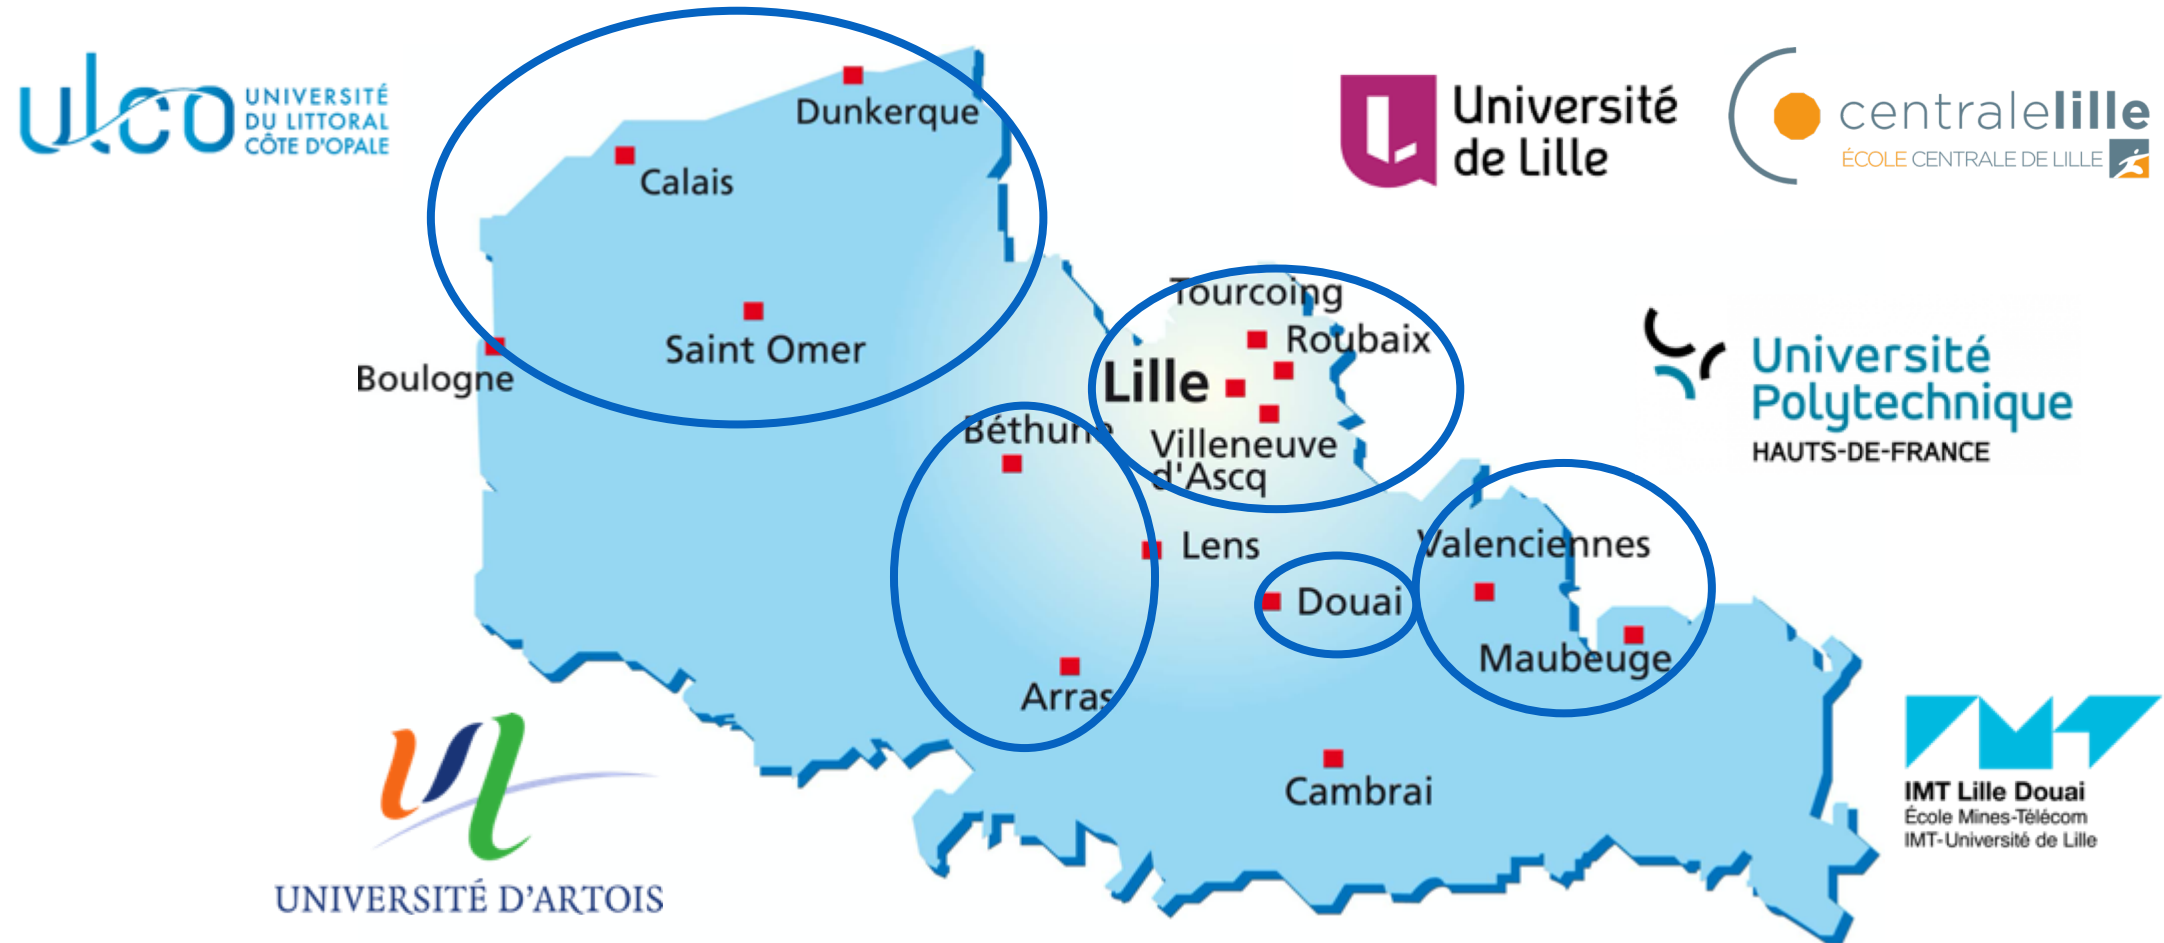 ulco
UNIVERSITÉ
DU LITTORAL
CÔTE D'OPALE
Dunkerque
Calais
Université
de Lille
centralelille
ÉCOLE CENTRALE DE LILLE
Saint Omer
Boulogne
Tourcoing
Roubaix
Lille
Villeneuve
d'Ascq
Université
Polytechnique
HAUTS-DE-FRANCE
Béthune
Lens
Valenciennes
Douai
Maubeuge
Arras
Cambrai
UNIVERSITÉ D'ARTOIS
IMT
IMT Lille Douai
École Mines-Télécom
IMT-Université de Lille